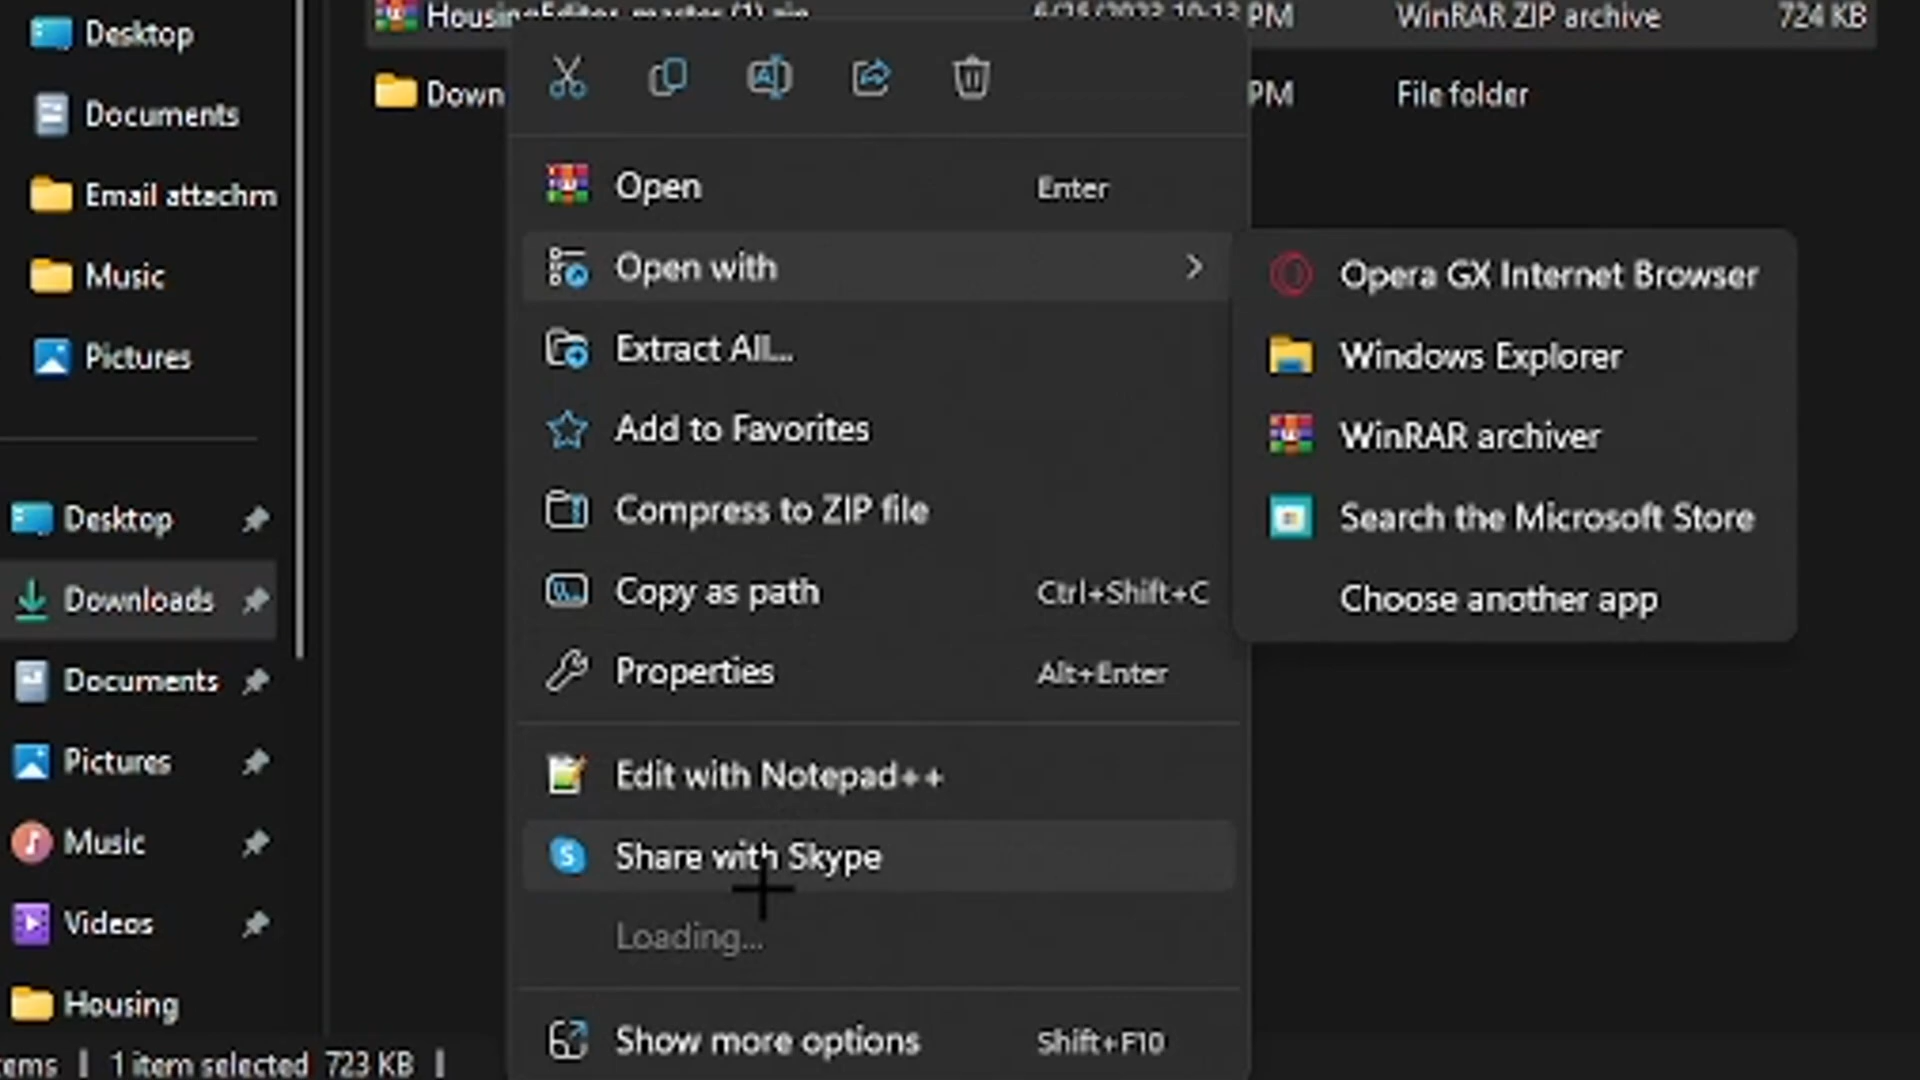 Desktop
Documents
Email attachm
Music
Pictures
Desktop
Downloads
Documents
Pictures
Music
Videos
Housing
ems | 1 item selected 723 KB |
HousingEditor-master (1).zip 6/25/2023 10:13 PM WinRAR ZIP archive 724 KB
Down PM File folder
Open Enter
Open with
Extract All...
Add to Favorites
Compress to ZIP file
Copy as path Ctrl+Shift+C
Properties Alt+Enter
Edit with Notepad++
Share with Skype
Loading...
Show more options Shift+F10
Opera GX Internet Browser
Windows Explorer
WinRAR archiver
Search the Microsoft Store
Choose another app